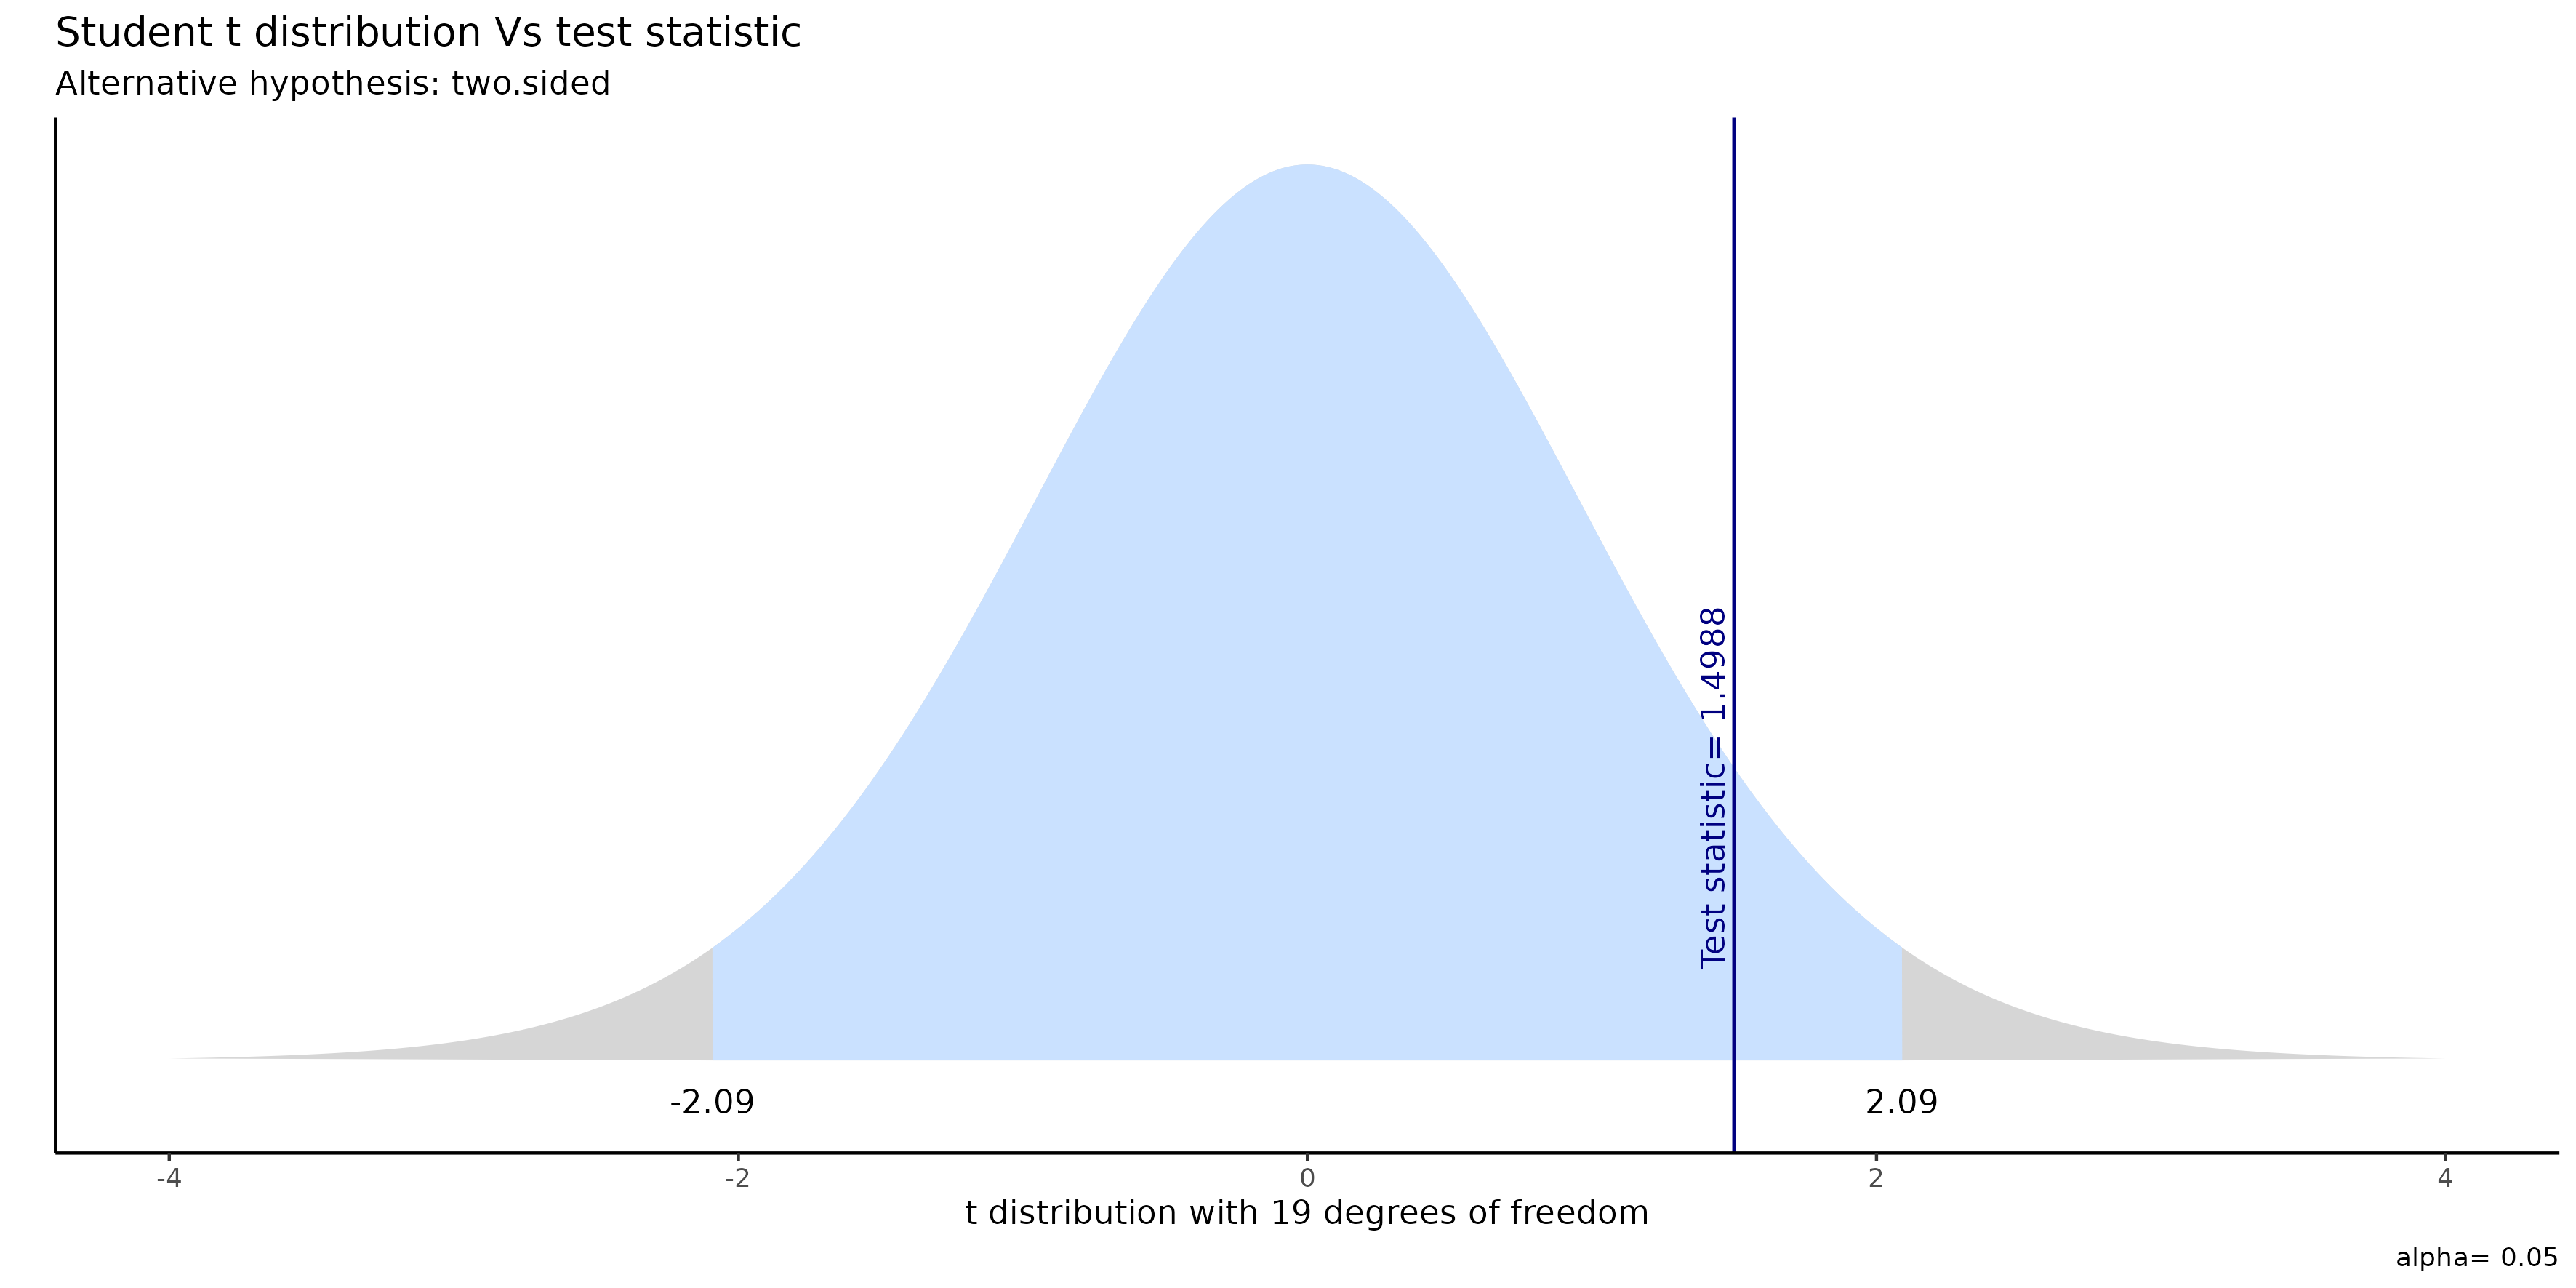 Student t distribution Vs test statistic
Alternative hypothesis: two.sided
Test statistic= 1.4988
-2.09
2.09
-4
-2
0
2
4
t distribution with 19 degrees of freedom
alpha= 0.05